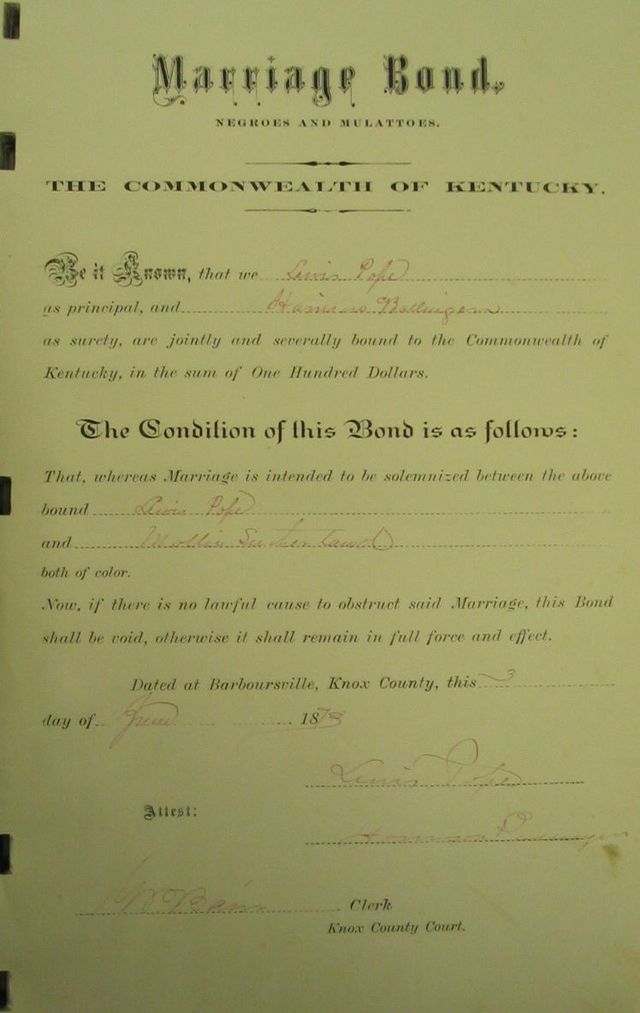 Marriage Bond.
NEGROES AND MULATTOES.
THE COMMONWEALTH OF KENTUCKY.
Be it Known, that we Lewis Pope
as principal, and Harrison
as surety, are jointly and severally bound to the Commonwealth of
Kentucky, in the sum of One Hundred Dollars.
The Condition of this Bond is as follows:
That, whereas Marriage is intended to be solemnized between the above
bound Lewis Pope
and Mollie Sutherland
both of color.
Now, if there is no lawful cause to obstruct said Marriage, this Bond
shall be void, otherwise it shall remain in full force and effect.
Dated at Barboursville, Knox County, this 3
day of June 1878
Lewis Pope
Attest:
Harrison
Clerk
Knox County Court.